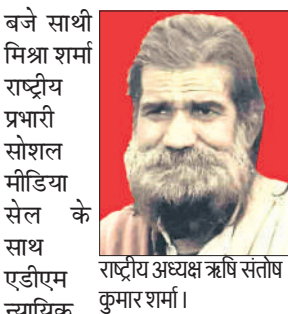 बजे साथी
मिश्रा शर्मा
राष्ट्रीय
प्रभारी
सोशल
मीडिया
सेल के
साथ
एडीएम
न्यायिक
राष्ट्रीय अध्यक्ष ऋषि संतोष
कुमार शर्मा।